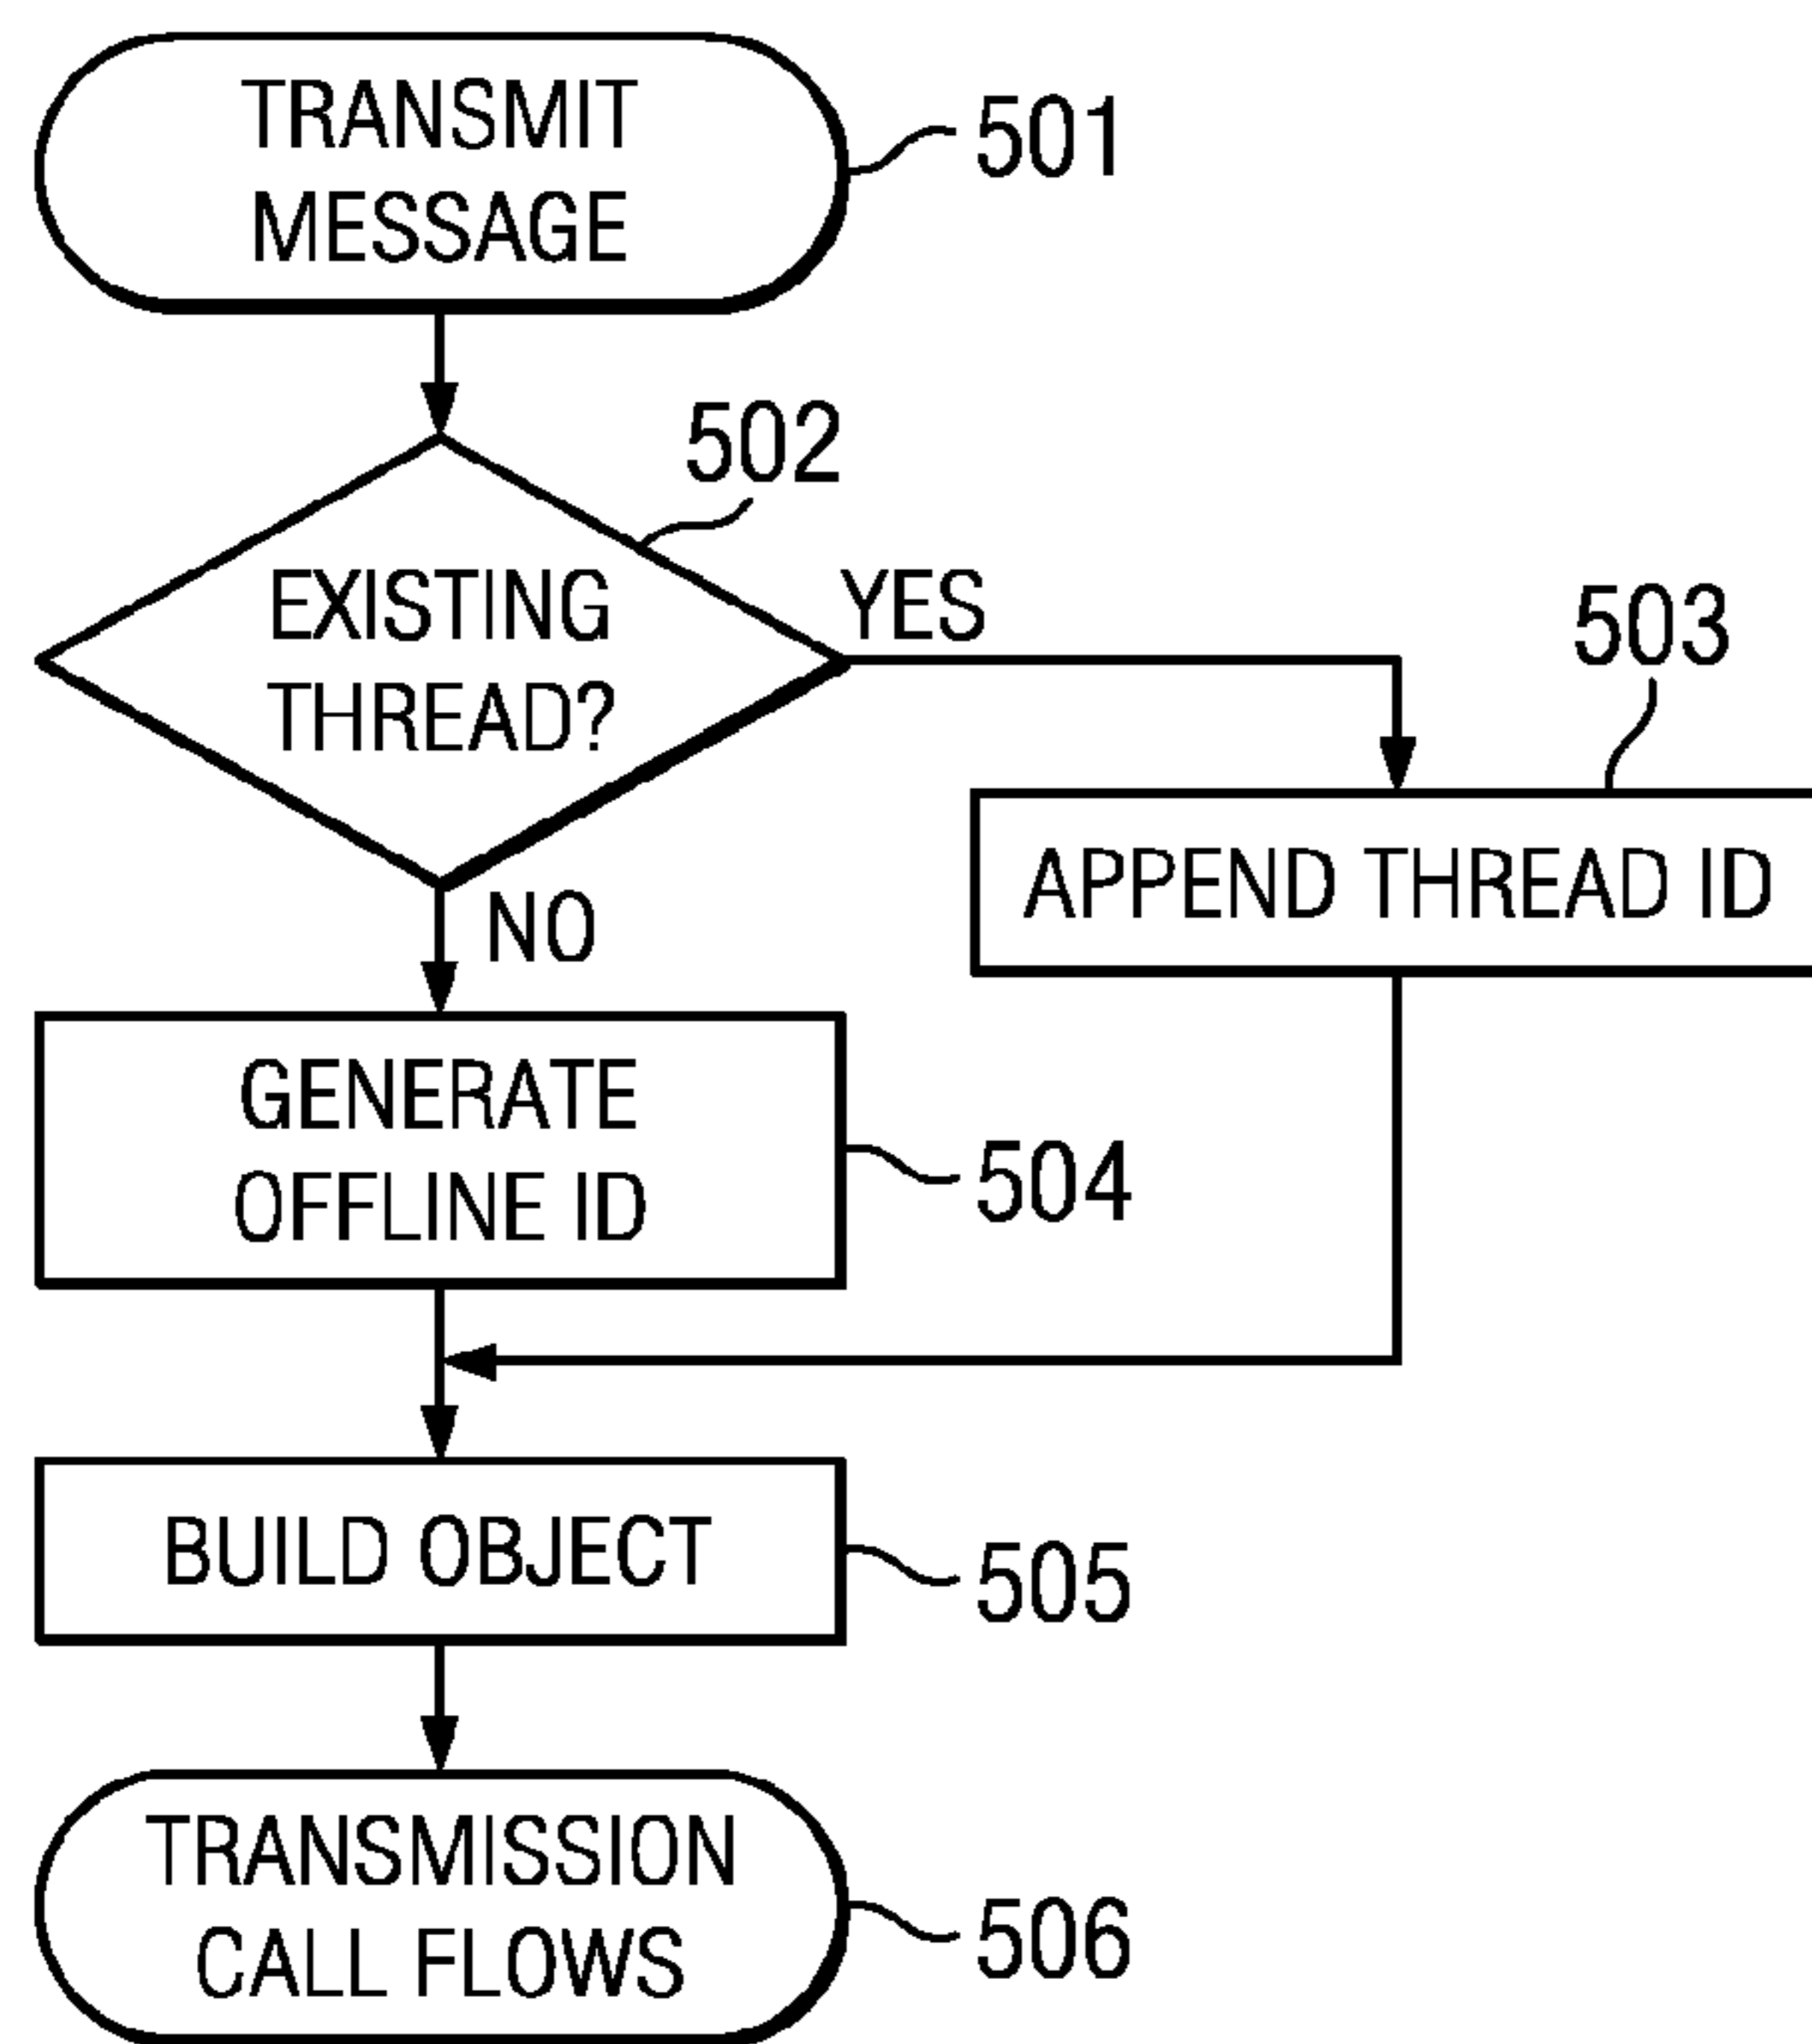 TRANSMIT
MESSAGE
501
502
EXISTING
THREAD?
YES
503
APPEND THREAD ID
NO
GENERATE
OFFLINE ID
504
BUILD OBJECT
505
TRANSMISSION
CALL FLOWS
506